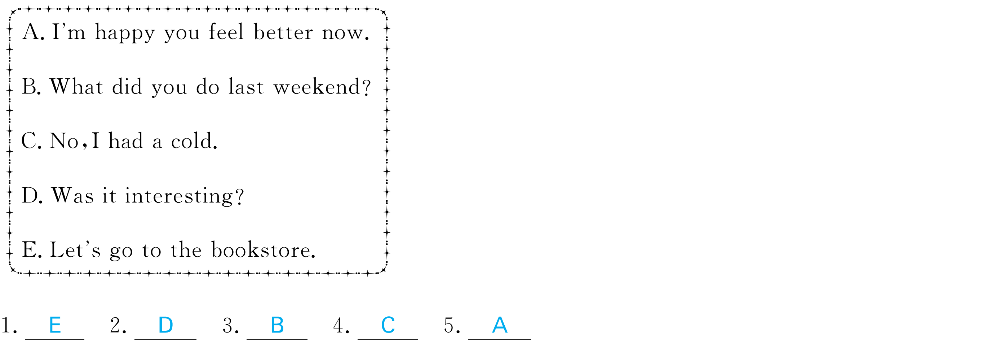 A. I’m happy you feel better now.
B. What did you do last weekend?
C. No,I had a cold.
D. Was it interesting?
E. Let’s go to the bookstore.
1. E 2. D 3. B 4. C 5. A